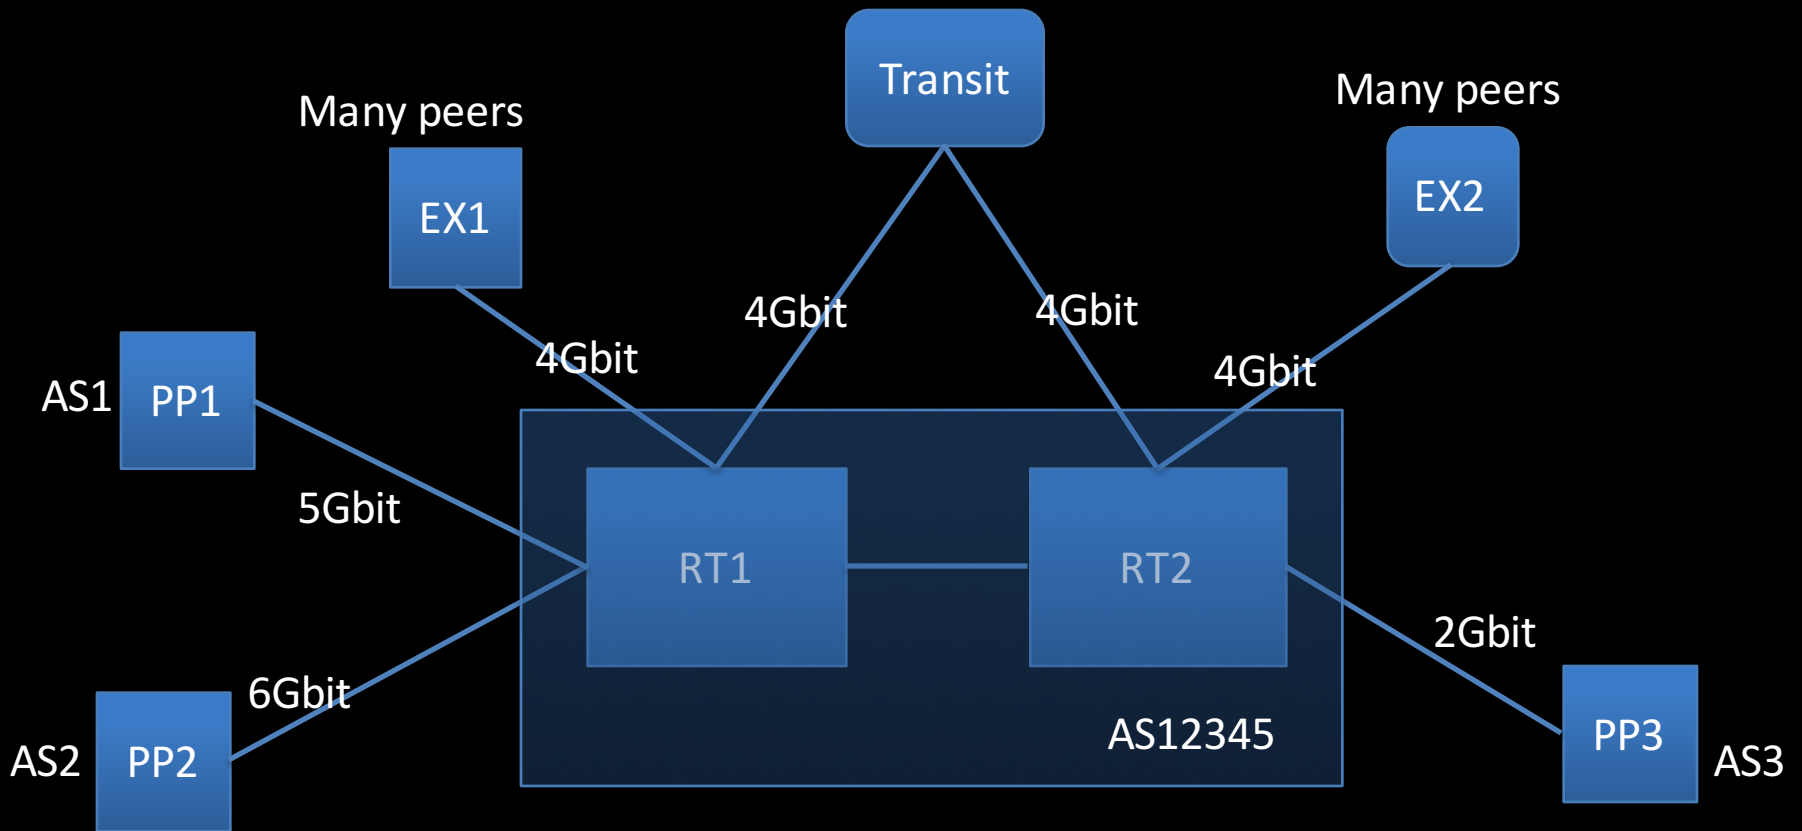 Transit
Many peers
Many peers
EX1
EX2
4Gbit
4Gbit
4Gbit
4Gbit
AS1
PP1
5Gbit
RT1
RT2
2Gbit
6Gbit
AS12345
PP3
AS3
AS2
PP2